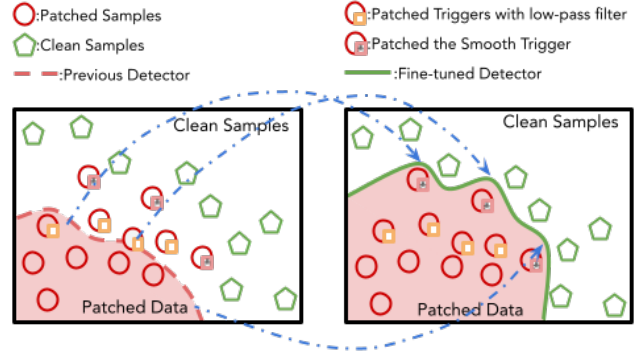 :Patched Samples
:Clean Samples
:Previous Detector
:Patched Triggers with low-pass filter
:Patched the Smooth Trigger
:Fine-tuned Detector
Clean Samples
Patched Data
Clean Samples
Patched Data